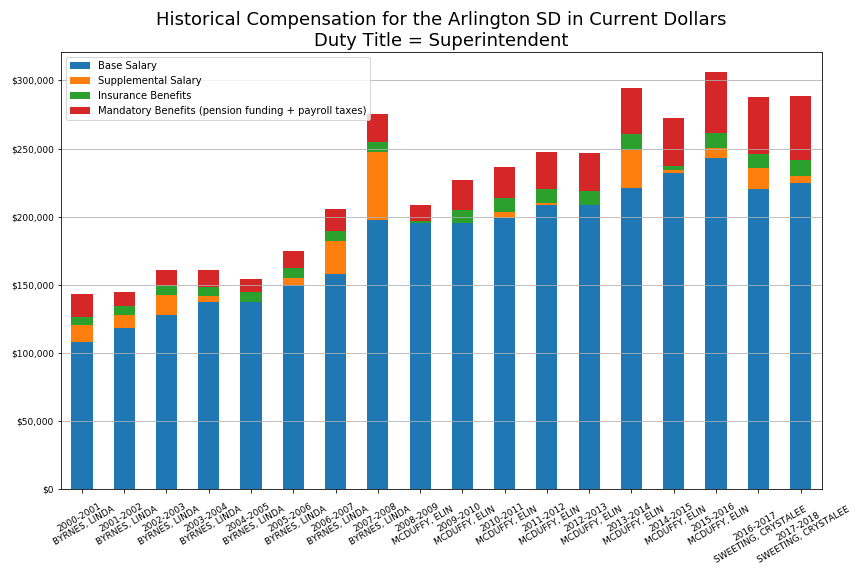 Historical Compensation for the Arlington SD in Current Dollars
Duty Title = Superintendent
Base Salary
Supplemental Salary
Insurance Benefits
Mandatory Benefits (pension funding + payroll taxes)
$300,000
$250,000
$200,000
$150,000
$100,000
$50,000
$0
2000-2001
BYRNES, LINDA
2001-2002
BYRNES, LINDA
2002-2003
BYRNES, LINDA
2003-2004
BYRNES, LINDA
2004-2005
BYRNES, LINDA
2005-2006
BYRNES, LINDA
2006-2007
BYRNES, LINDA
2007-2008
BYRNES, LINDA
2008-2009
MCDUFFY, ELIN
2009-2010
MCDUFFY, ELIN
2010-2011
MCDUFFY, ELIN
2011-2012
MCDUFFY, ELIN
2012-2013
MCDUFFY, ELIN
2013-2014
MCDUFFY, ELIN
2014-2015
MCDUFFY, ELIN
2015-2016
MCDUFFY, ELIN
2016-2017
SWEETING, CRYSTALEE
2017-2018
SWEETING, CRYSTALEE